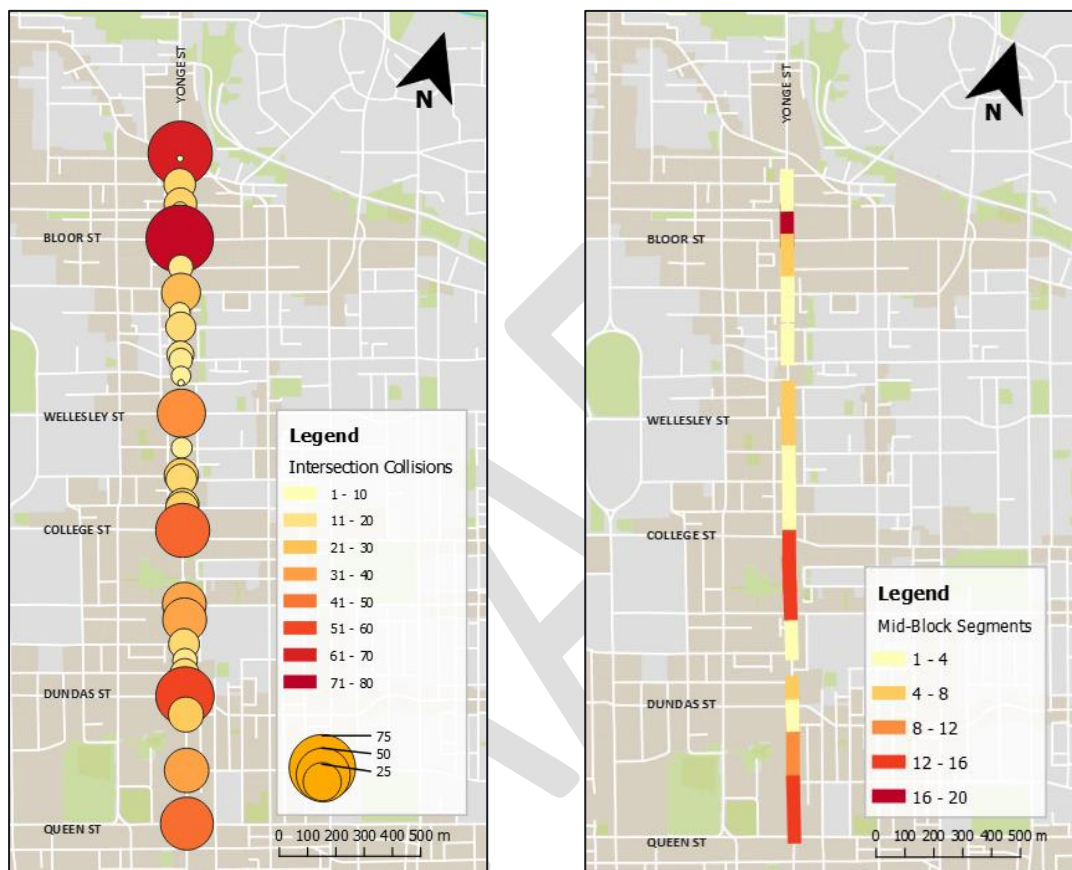 YONGE ST
N
BLOOR ST
WELLESLEY ST
COLLEGE ST
DUNDAS ST
QUEEN ST
Legend
Intersection Collisions
1 - 10
11 - 20
21 - 30
31 - 40
41 - 50
51 - 60
61 - 70
71 - 80
75
50
25
0 100 200 300 400 500 m
YONGE ST
N
BLOOR ST
WELLESLEY ST
COLLEGE ST
DUNDAS ST
QUEEN ST
Legend
Mid-Block Segments
1 - 4
4 - 8
8 - 12
12 - 16
16 - 20
0 100 200 300 400 500 m